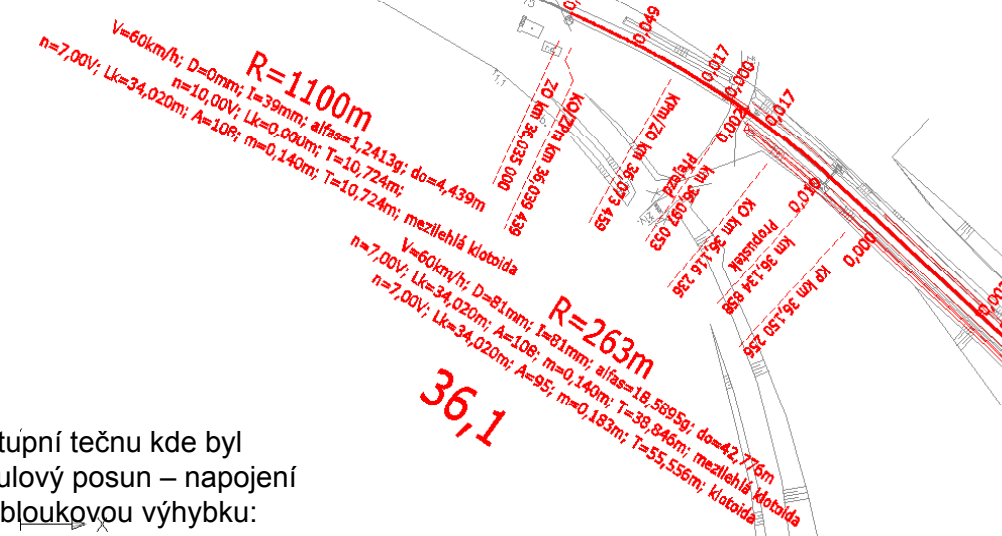 0,049
0,017
0,000
0,002
0,017
0,010
0,000
R=1100m
V=60km/h; D=0mm; I=39mm; alfas=1,2413g; do=4,439m
n=10,00V; Lk=0,000m; T=10,724m;
n=7,00V; Lk=34,020m; A=108; m=0,140m; T=10,724m; mezilehlá klotoida
ZO km 36,035 000
KO/ZPm km 36,039 439
KPm/ZO km 36,073 459
přejezd
km 36,097 053
KO km 36,116 236
Propustek
km 36,134 858
KP km 36,150 256
R=263m
V=60km/h; D=81mm; I=81mm; alfas=18,5895g; do=42,776m
n=7,00V; Lk=34,020m; A=108; m=0,140m; T=38,846m; mezilehlá klotoida
n=7,00V; Lk=34,020m; A=95; m=0,183m; T=55,556m; klotoida
36,1
tupní tečnu kde byl
ulový posun – napojení
obloukovou výhybku:
X